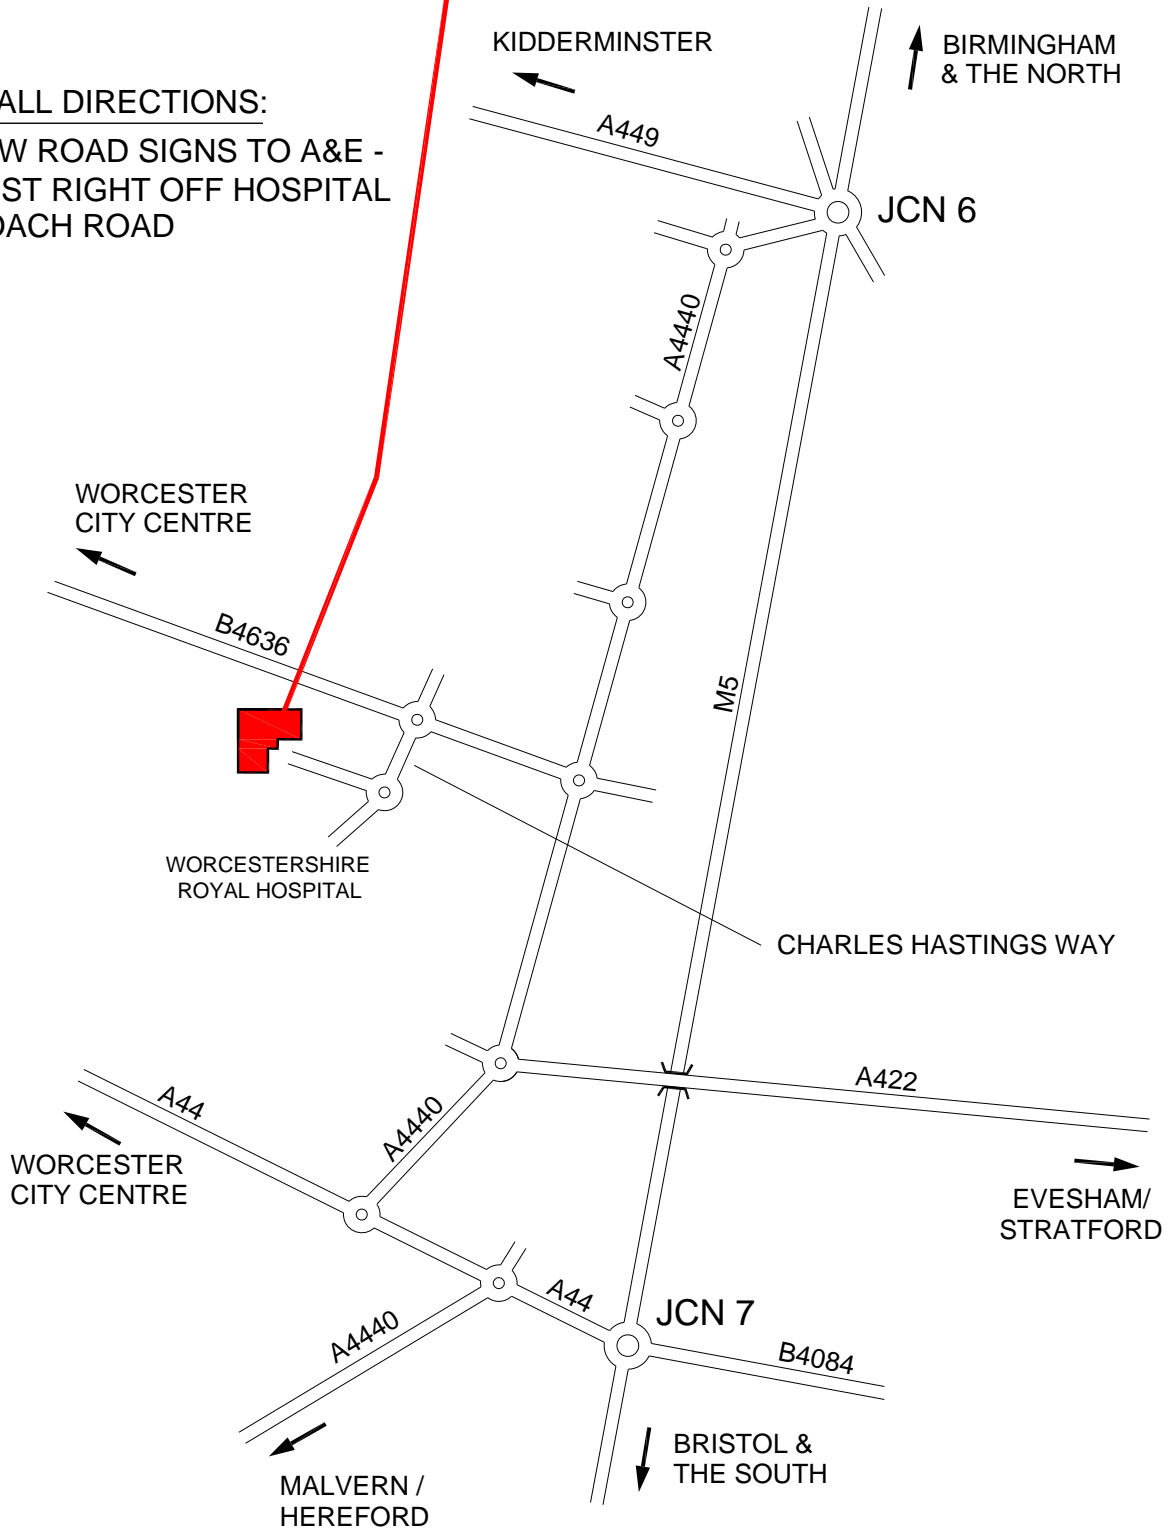 KIDDERMINSTER
BIRMINGHAM
& THE NORTH
ALL DIRECTIONS:
W ROAD SIGNS TO A&E -
ST RIGHT OFF HOSPITAL
OACH ROAD
A449
JCN 6
A4440
WORCESTER
CITY CENTRE
B4636
M5
WORCESTERSHIRE
ROYAL HOSPITAL
CHARLES HASTINGS WAY
A422
A44
A4440
WORCESTER
CITY CENTRE
EVESHAM/
STRATFORD
A44
JCN 7
A4440
B4084
BRISTOL &
THE SOUTH
MALVERN /
HEREFORD